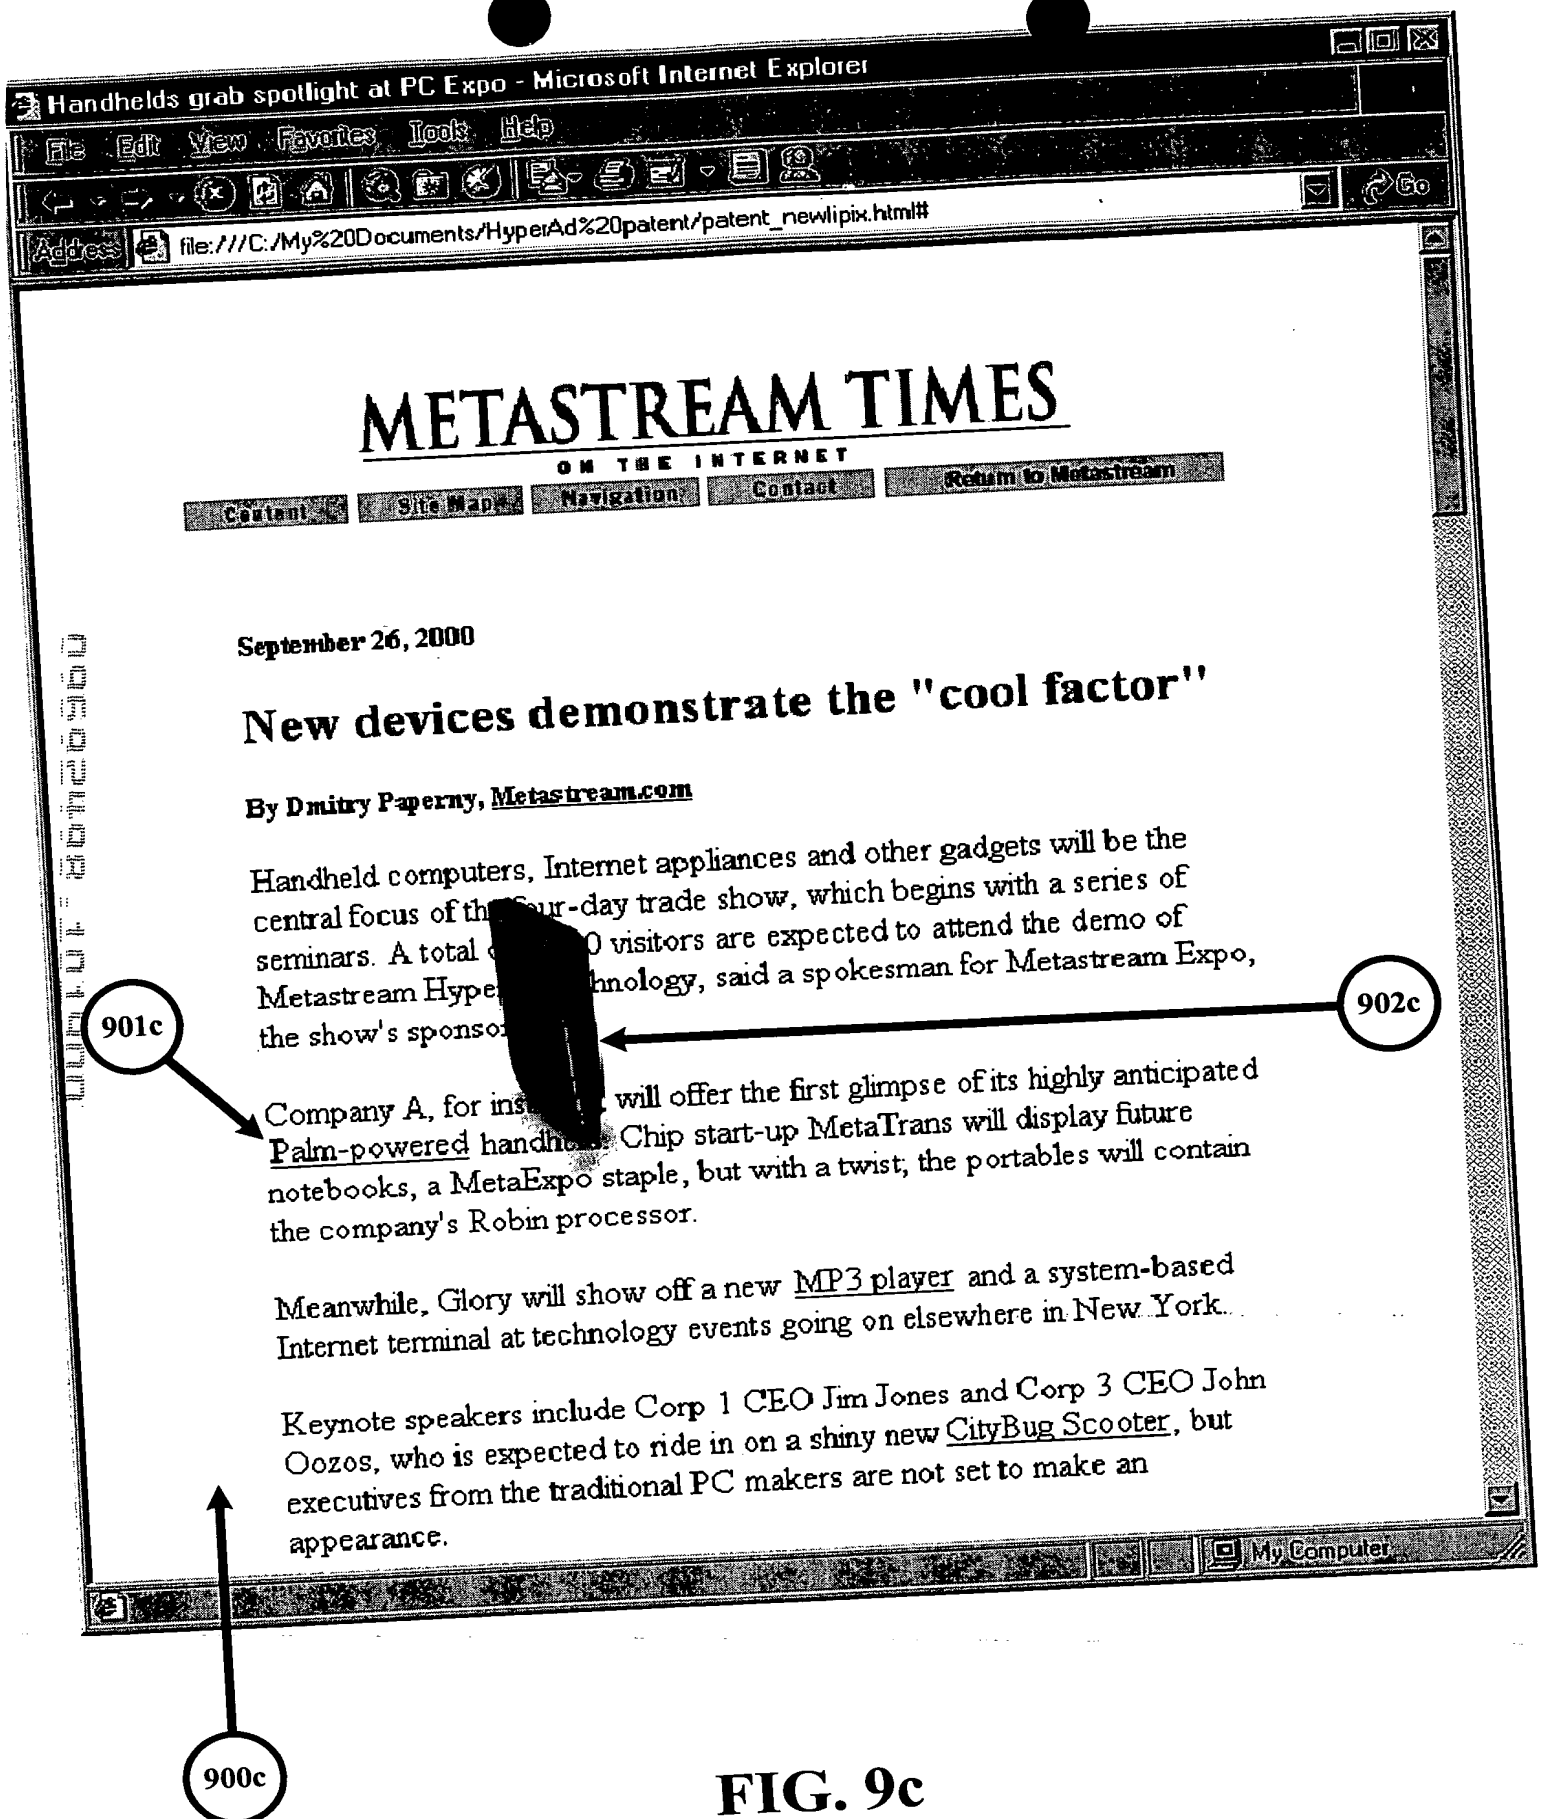 Handhelds grab spotlight at PC Expo - Microsoft Internet Explorer
File Edit View Favorites Tools Help
Go
Address file:///C:/My%20Documents/HyperAd%20patent/patent_newlipix.html#
METASTREAM TIMES
ON THE INTERNET
Content Site Map Navigation Contact Return to Metastream
September 26, 2000
New devices demonstrate the "cool factor"
By Dmitry Paperny, Metastream.com
Handheld computers, Internet appliances and other gadgets will be the
central focus of th four-day trade show, which begins with a series of
seminars. A total 0 visitors are expected to attend the demo of
Metastream Hype hnology, said a spokesman for Metastream Expo,
the show's sponso
901c
902c
Company A, for ins will offer the first glimpse of its highly anticipated
Palm-powered handh Chip start-up MetaTrans will display future
notebooks, a MetaExpo staple, but with a twist; the portables will contain
the company's Robin processor.
Meanwhile, Glory will show off a new MP3 player and a system-based
Internet terminal at technology events going on elsewhere in New York.
Keynote speakers include Corp 1 CEO Jim Jones and Corp 3 CEO John
Oozos, who is expected to ride in on a shiny new CityBug Scooter, but
executives from the traditional PC makers are not set to make an
appearance.
My Computer
900c
FIG. 9c